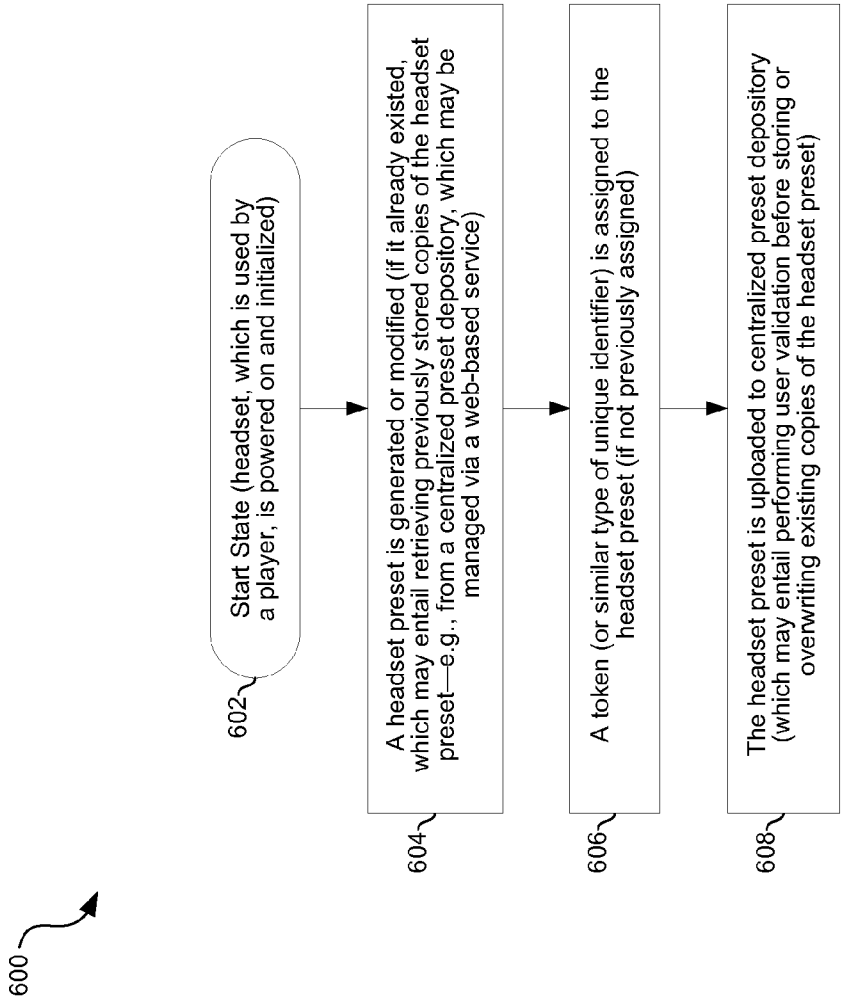 600
602
Start State (headset, which is used by
a player, is powered on and initialized)
604
A headset preset is generated or modified (if it already existed,
which may entail retrieving previously stored copies of the headset
preset—e.g., from a centralized preset depository, which may be
managed via a web-based service)
606
A token (or similar type of unique identifier) is assigned to the
headset preset (if not previously assigned)
608
The headset preset is uploaded to centralized preset depository
(which may entail performing user validation before storing or
overwriting existing copies of the headset preset)